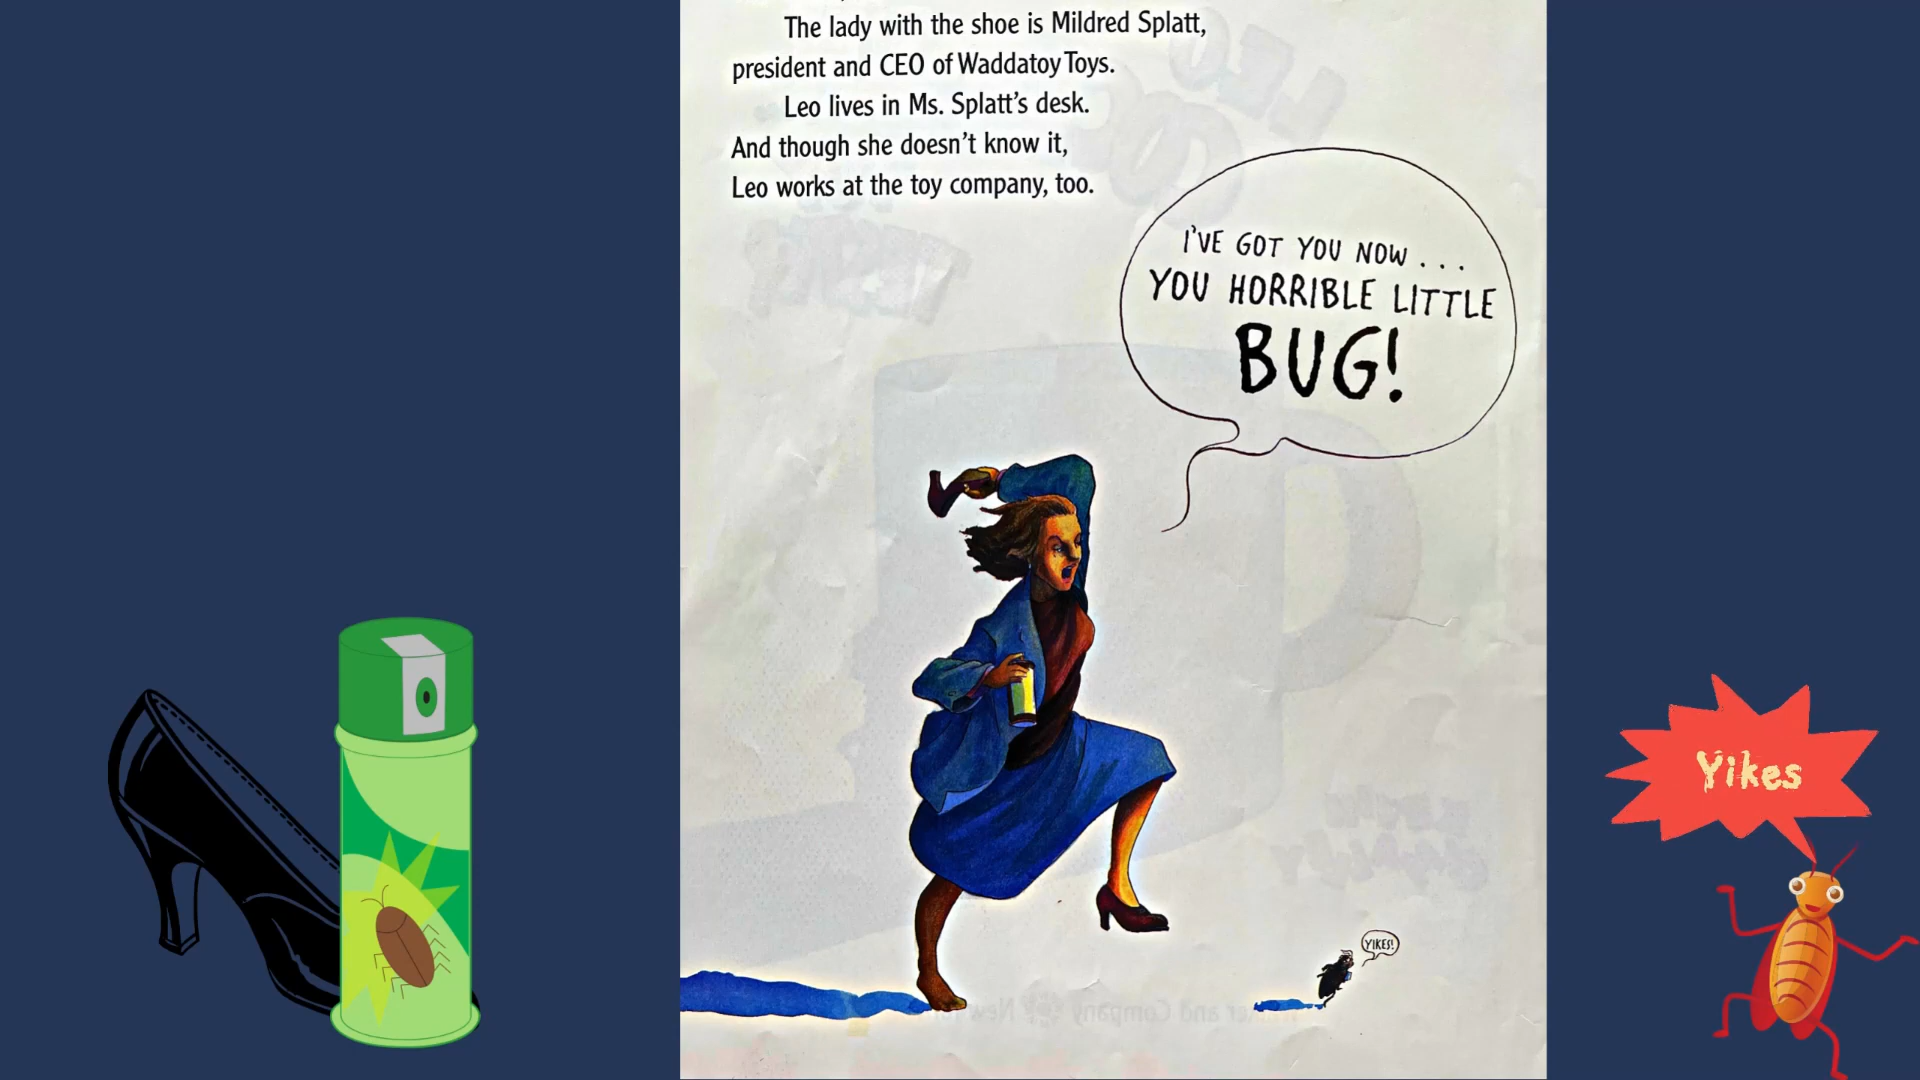 The lady with the shoe is Mildred Splatt,
president and CEO of Waddatoy Toys.
Leo lives in Ms. Splatt's desk.
And though she doesn't know it,
Leo works at the toy company, too.
I'VE GOT YOU NOW . . .
YOU HORRIBLE LITTLE
BUG!
Yikes
YIKES!